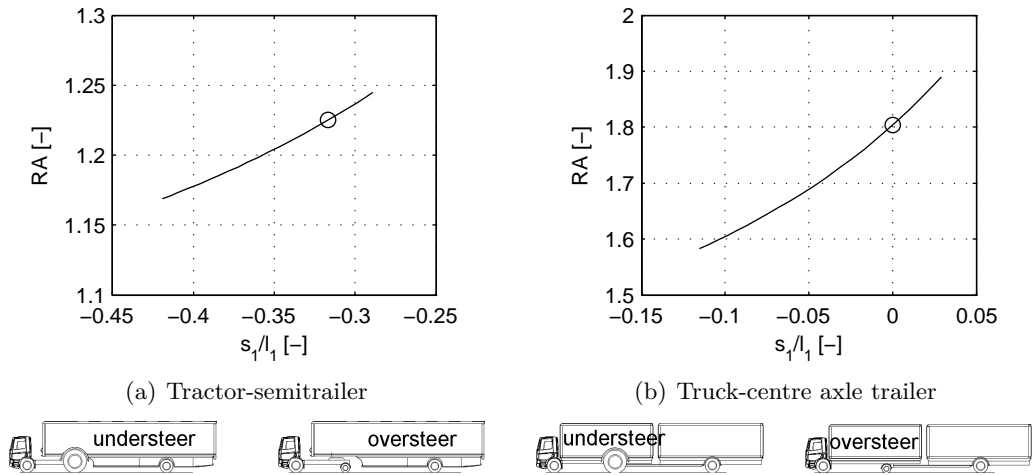 1.3
1.25
1.2
1.15
1.1
RA [–]
−0.45 −0.4 −0.35 −0.3 −0.25
s1/l1 [–]
(a) Tractor-semitrailer
2
1.9
1.8
1.7
1.6
1.5
RA [–]
−0.15 −0.1 −0.05 0 0.05
s1/l1 [–]
(b) Truck-centre axle trailer
understeer
oversteer
understeer
oversteer